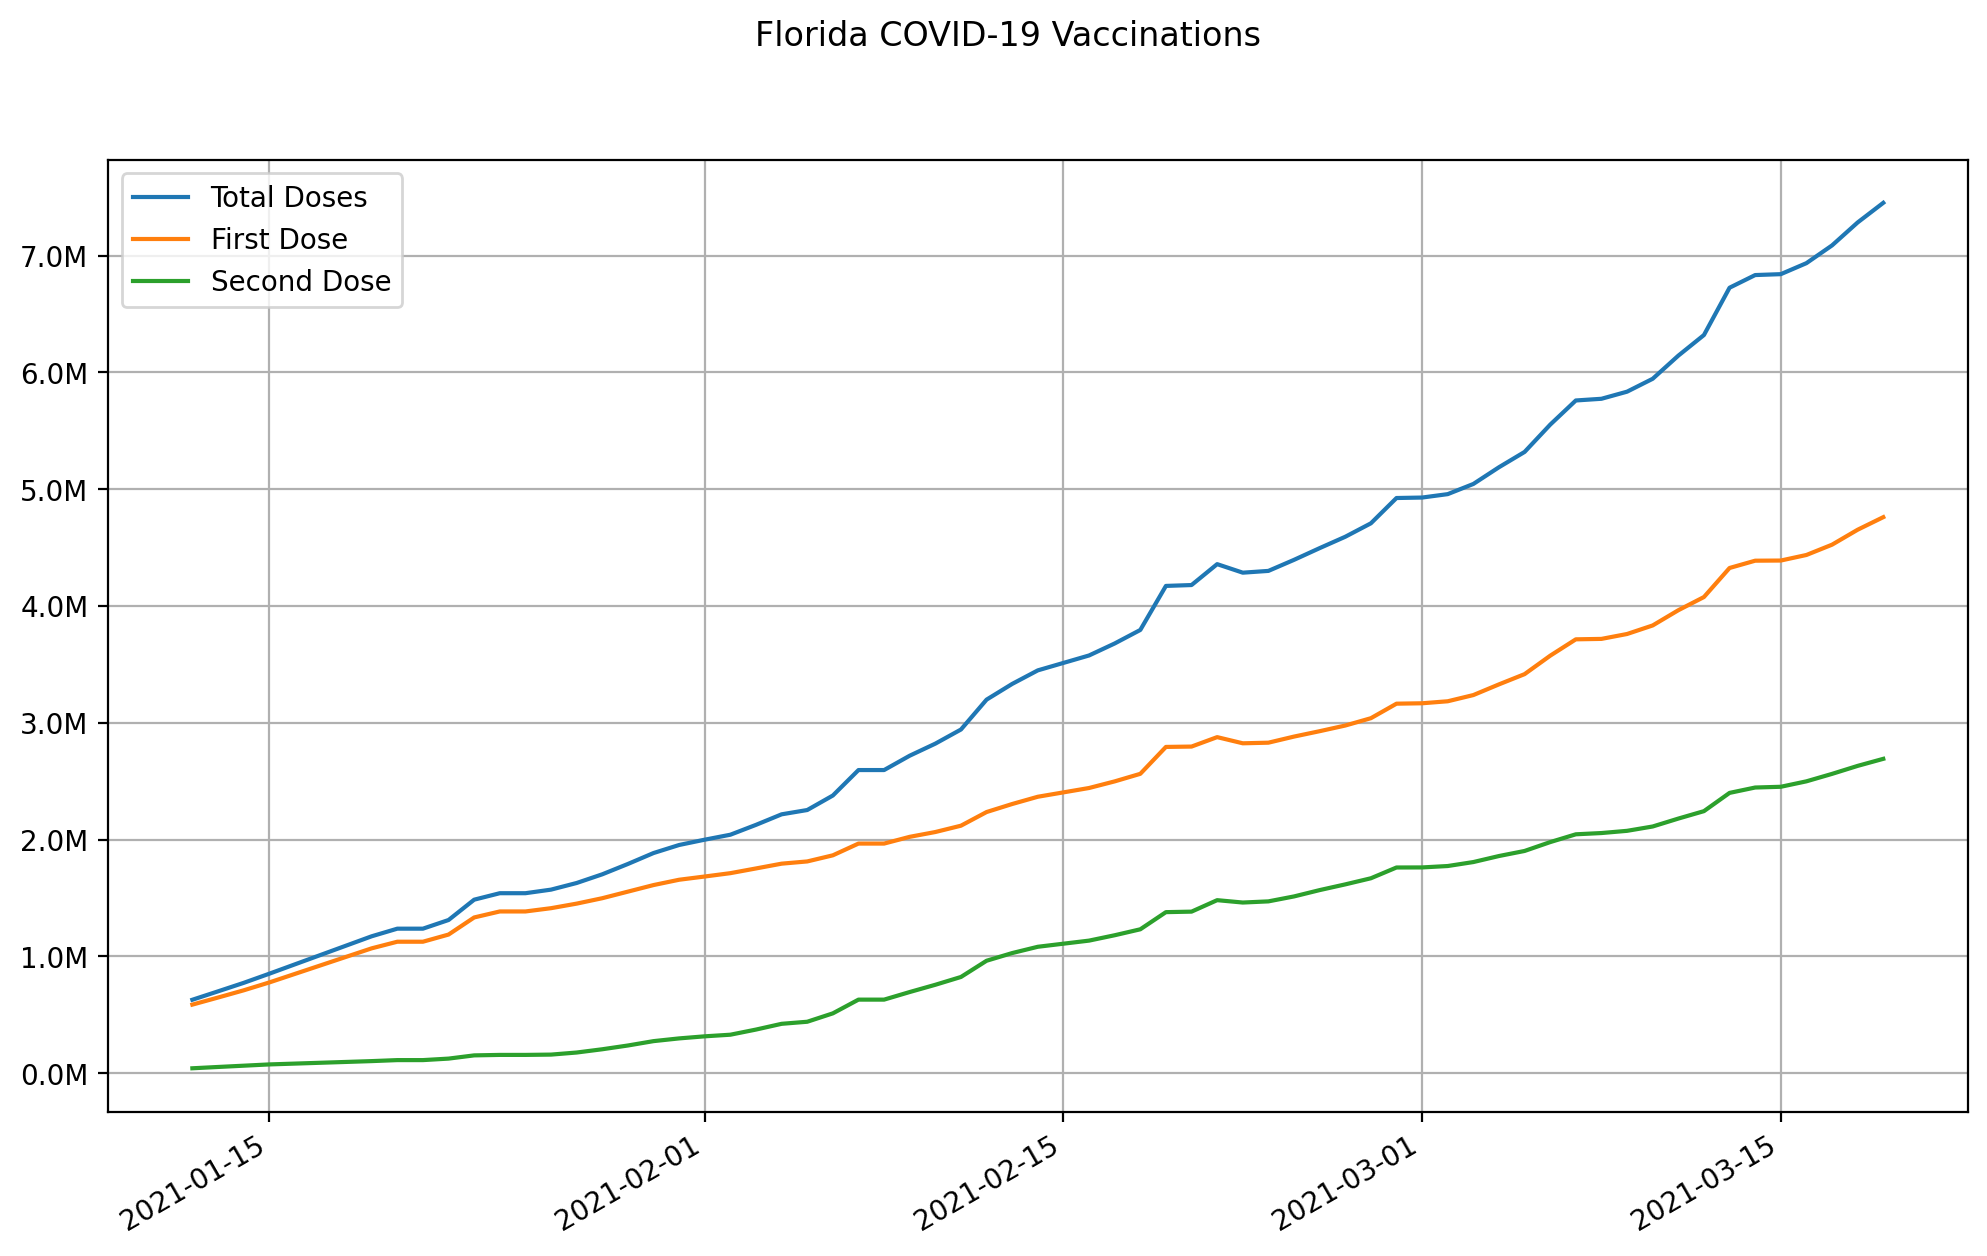 Florida COVID-19 Vaccinations
Total Doses
First Dose
Second Dose
7.0M
6.0M
5.0M
4.0M
3.0M
2.0M
1.0M
0.0M
2021-01-15
2021-02-01
2021-02-15
2021-03-01
2021-03-15